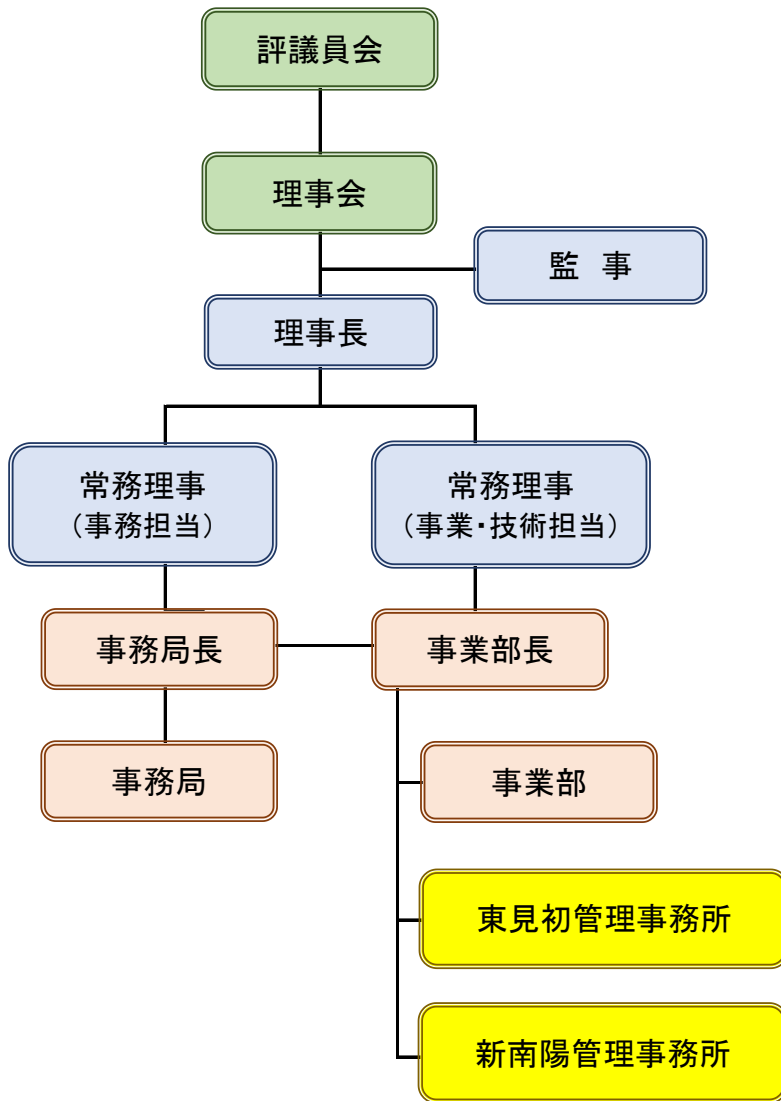 評議員会
理事会
監　事
理事長
常務理事
（事務担当）
常務理事
（事業・技術担当）
事務局長
事業部長
事務局
事業部
東見初管理事務所
新南陽管理事務所